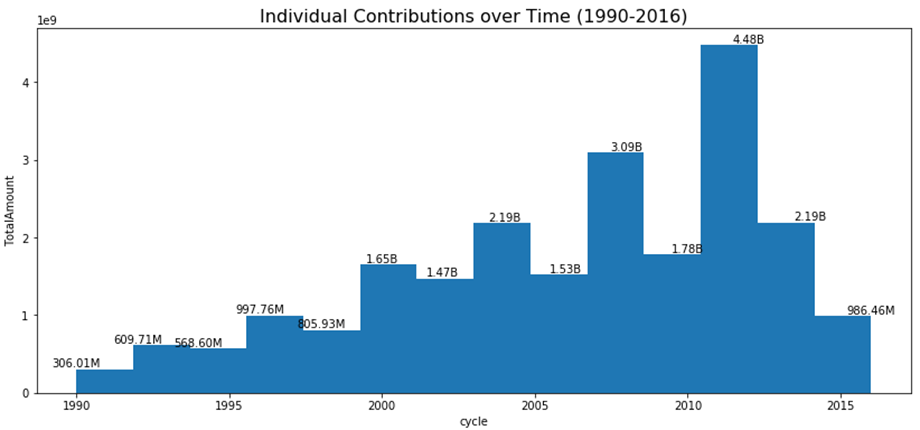 Individual Contributions over Time (1990-2016)
1e9
4.48B
4
3.09B
3
2.19B
2.19B
2
1.78B
1.65B
1.53B
1.47B
997.76M
986.46M
1
805.93M
609.71M
568.60M
306.01M
0
TotalAmount
1990
1995
2000
2005
2010
2015
cycle